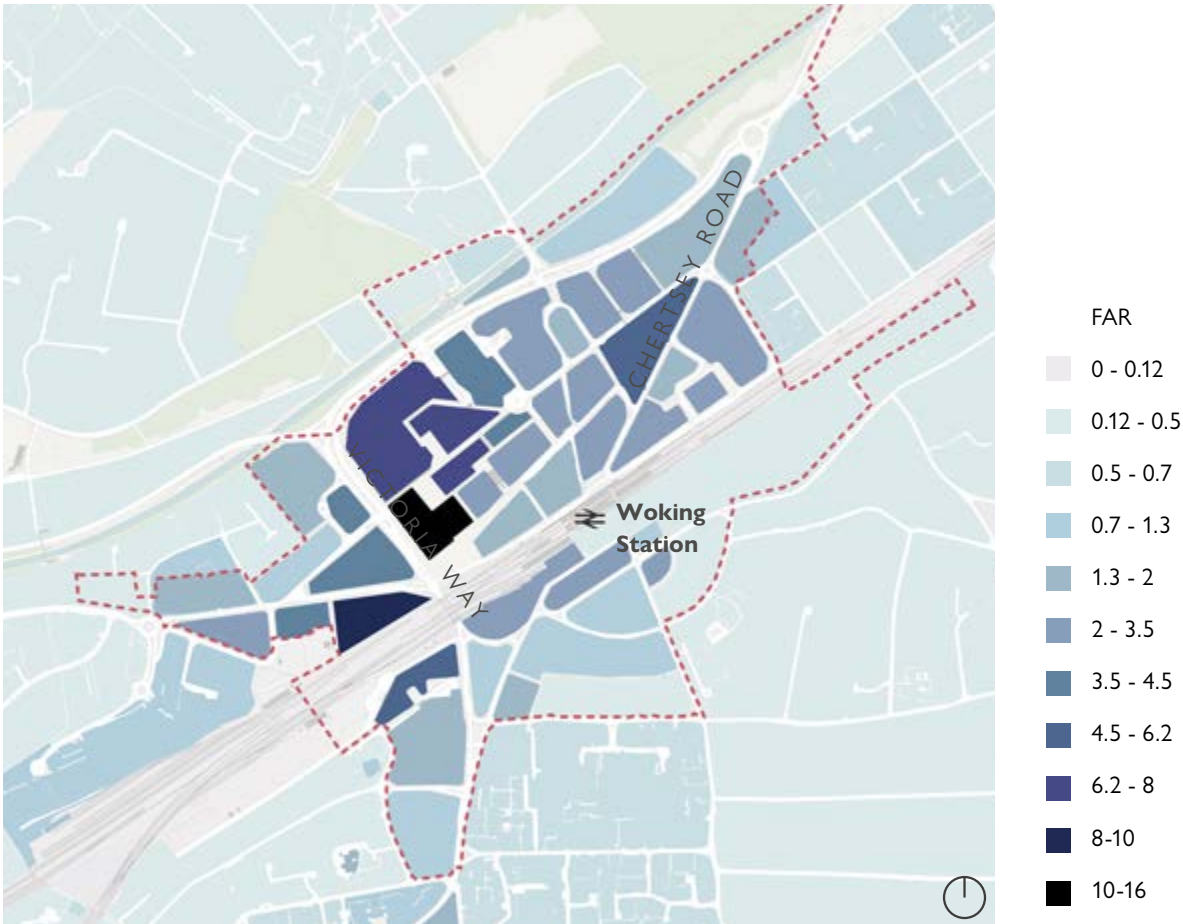 CHERTSEY ROAD
VICTORIA WAY
Woking
Station
FAR
0 - 0.12
0.12 - 0.5
0.5 - 0.7
0.7 - 1.3
1.3 - 2
2 - 3.5
3.5 - 4.5
4.5 - 6.2
6.2 - 8
8-10
10-16